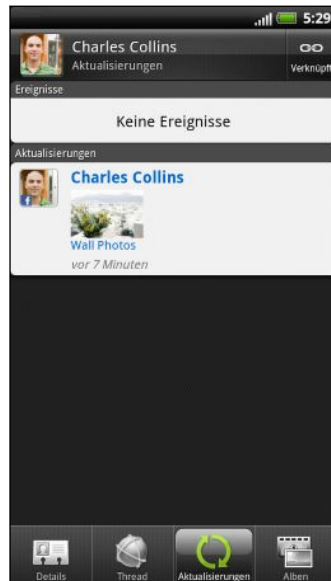 5:29
Charles Collins
Aktualisierungen
Verknüpft
Ereignisse
Keine Ereignisse
Aktualisierungen
Charles Collins
Wall Photos
vor 7 Minuten
Details
Thread
Aktualisierungen
Alben